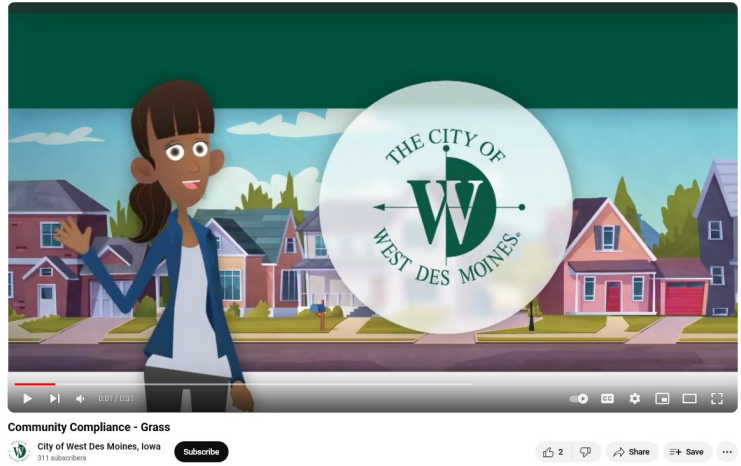 THE CITY OF
W
WEST DES MOINES®
0:01 / 0:31
CC
Community Compliance - Grass
W
City of West Des Moines, Iowa
311 subscribers
Subscribe
2
Share
Save